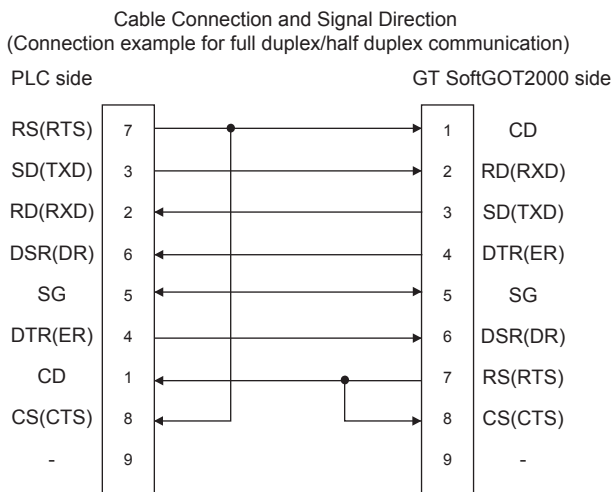 Cable Connection and Signal Direction
(Connection example for full duplex/half duplex communication)
PLC side GT SoftGOT2000 side
RS(RTS) 7 1 CD
SD(TXD) 3 2 RD(RXD)
RD(RXD) 2 3 SD(TXD)
DSR(DR) 6 4 DTR(ER)
SG 5 5 SG
DTR(ER) 4 6 DSR(DR)
CD 1 7 RS(RTS)
CS(CTS) 8 8 CS(CTS)
- 9 9 -